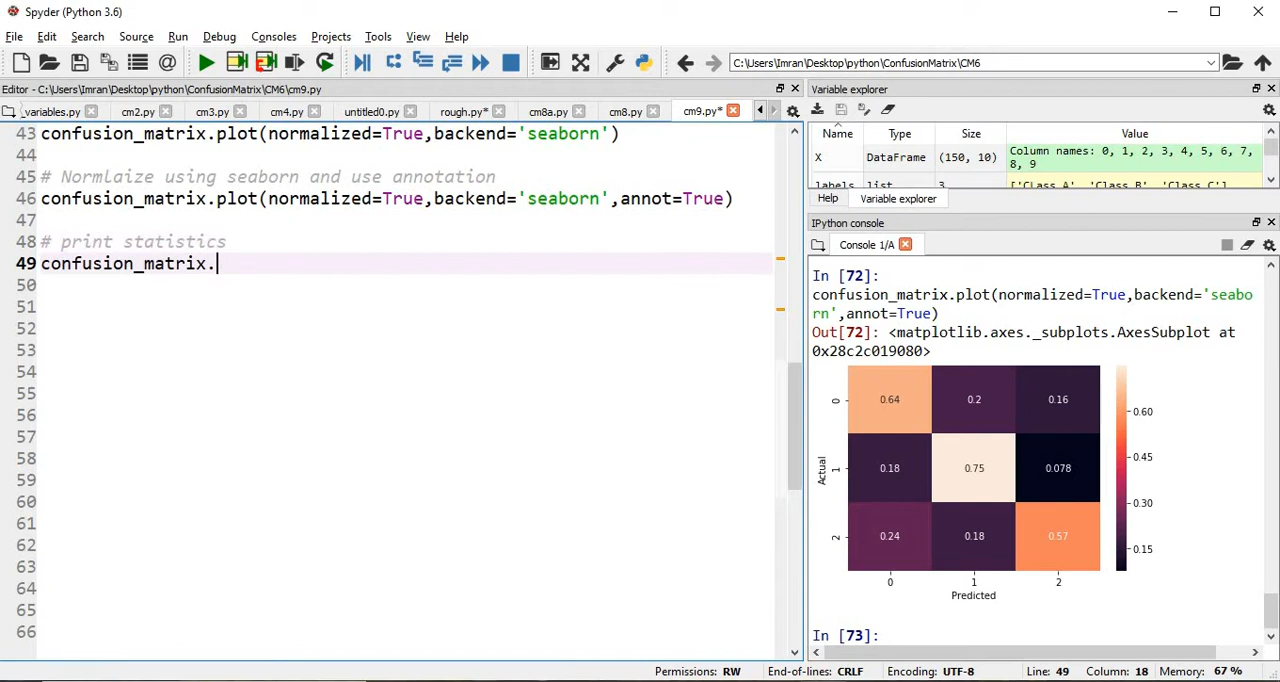 Spyder (Python 3.6)
File Edit Search Source Run Debug Consoles Projects Tools View Help
C:\Users\Imran\Desktop\python\ConfusionMatrix\CM6
Editor - C:\Users\Imran\Desktop\python\ConfusionMatrix\CM6\cm9.py
_variables.py cm2.py cm3.py cm4.py untitled0.py rough.py* cm8a.py cm8.py cm9.py*
43 confusion_matrix.plot(normalized=True,backend='seaborn')
44
45 # Normlaize using seaborn and use annotation
46 confusion_matrix.plot(normalized=True,backend='seaborn',annot=True)
47
48 # print statistics
49 confusion_matrix.
50
51
52
53
54
55
56
57
58
59
60
61
62
63
64
65
66
Variable explorer
Name Type Size Value
X DataFrame (150, 10) Column names: 0, 1, 2, 3, 4, 5, 6, 7,
8, 9
labels list 3 ['Class A', 'Class B', 'Class C']
Help Variable explorer
IPython console
Console 1/A
In [72]:
confusion_matrix.plot(normalized=True,backend='seabo
rn',annot=True)
Out[72]: <matplotlib.axes._subplots.AxesSubplot at
0x28c2c019080>
0 0.64 0.2 0.16
0.60
1 0.18 0.75 0.078
0.45
Actual
0.30
2 0.24 0.18 0.57
0.15
0 1 2
Predicted
In [73]:
Permissions: RW End-of-lines: CRLF Encoding: UTF-8 Line: 49 Column: 18 Memory: 67 %